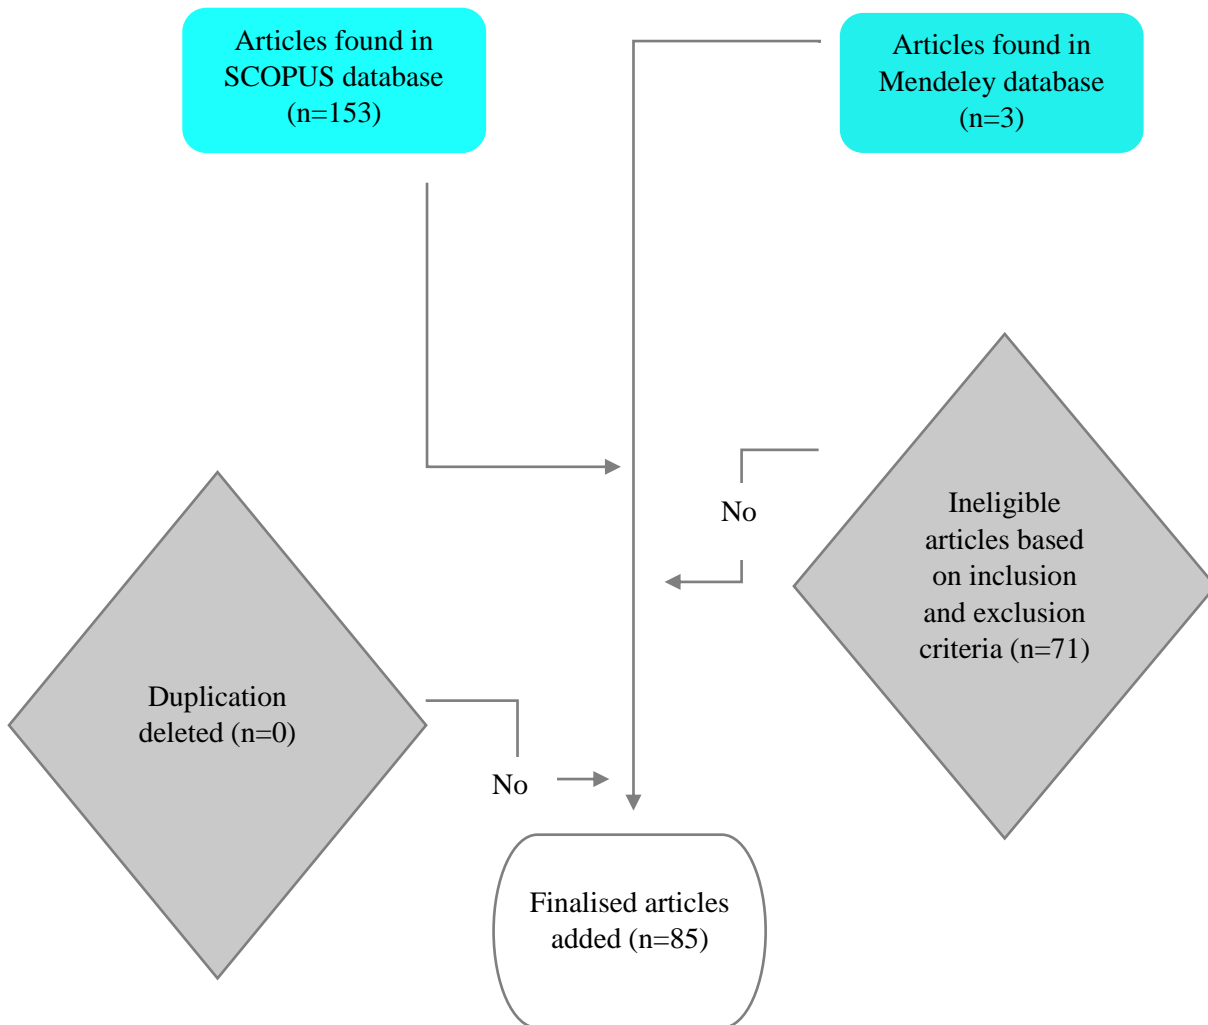 Articles found in
SCOPUS database
(n=153)
Articles found in
Mendeley database
(n=3)
Ineligible
articles based
on inclusion
and exclusion
criteria (n=71)
No
Duplication
deleted (n=0)
No
Finalised articles
added (n=85)